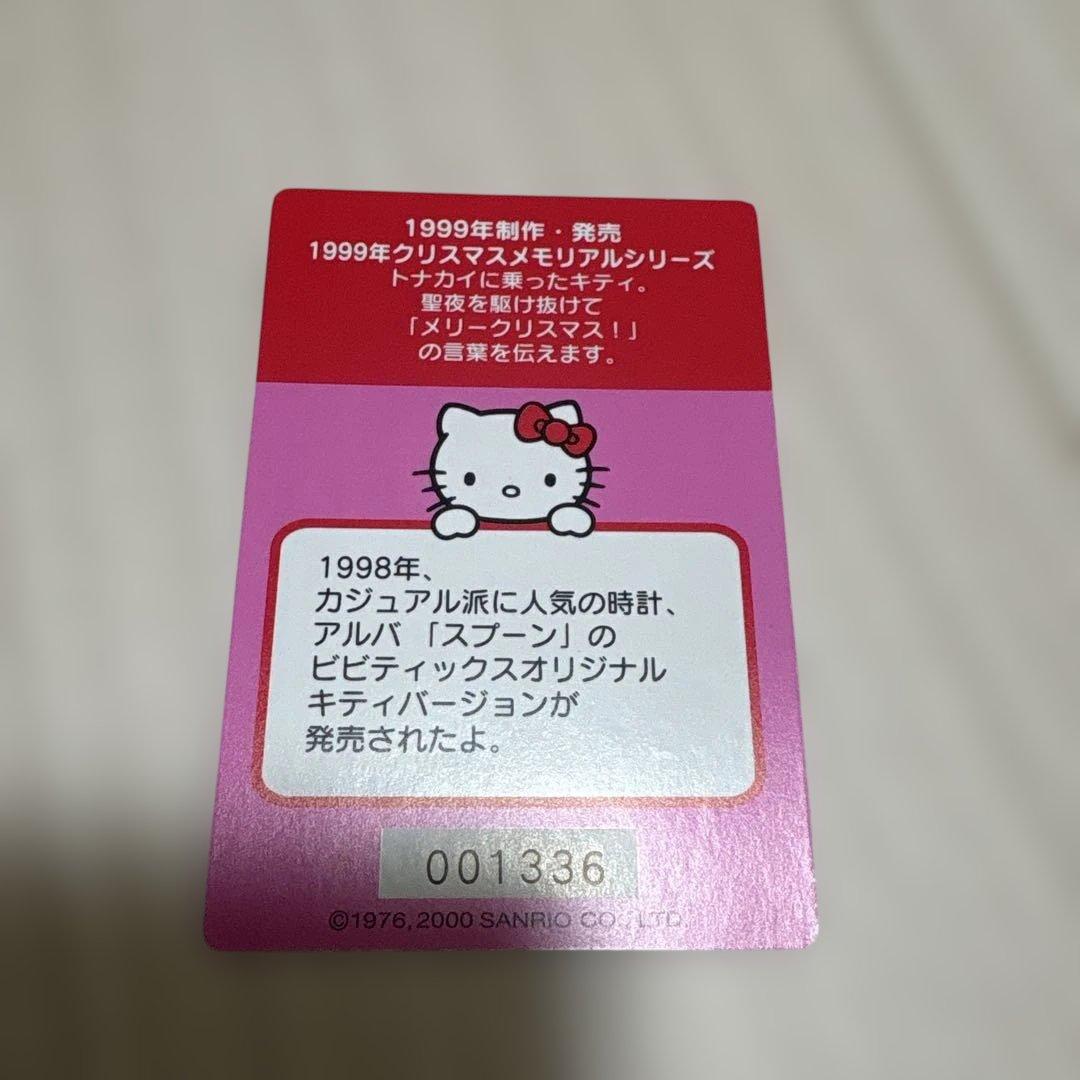 1999年制作・発売
1999年クリスマスメモリアルシリーズ
トナカイに乗ったキティ。
聖夜を駆け抜けて
「メリークリスマス！」
の言葉を伝えます。
1998年、
カジュアル派に人気の時計、
アルバ 「スプーン」の
ビビティックスオリジナル
キティバージョンが
発売されたよ。
001336
©1976, 2000 SANRIO CO., LTD.